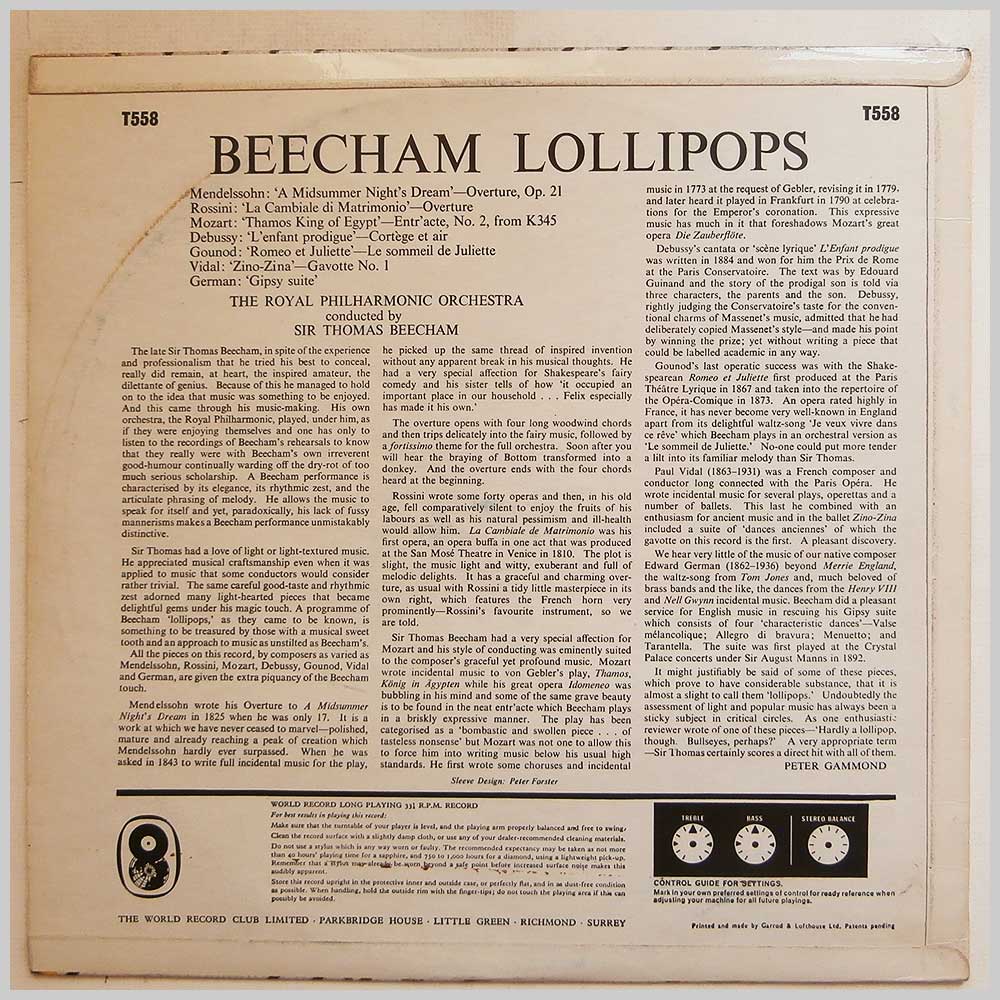 T558
T558
BEECHAM LOLLIPOPS
Mendelssohn: ‘A Midsummer Night's Dream’—Overture, Op. 21
Rossini: ‘La Cambiale di Matrimonio’—Overture
Mozart: ‘Thamos King of Egypt’—Entr'acte, No. 2, from K345
Debussy: ‘L'enfant prodigue’—Cortège et air
Gounod: ‘Romeo et Juliette’—Le sommeil de Juliette
Vidal: ‘Zino-Zina’—Gavotte No. 1
German: ‘Gipsy suite’
THE ROYAL PHILHARMONIC ORCHESTRA
conducted by
SIR THOMAS BEECHAM
The late Sir Thomas Beecham, in spite of the experience
and professionalism that he tried his best to conceal,
really did remain, at heart, the inspired amateur, the
dilettante of genius. Because of this he managed to hold
on to the idea that music was something to be enjoyed.
And this came through his music-making. His own
orchestra, the Royal Philharmonic, played, under him, as
if they were enjoying themselves and one has only to
listen to the recordings of Beecham's rehearsals to know
that they really were with Beecham's own irreverent
good-humour continually warding off the dry-rot of too
much serious scholarship. A Beecham performance is
characterised by its elegance, its rhythmic zest, and the
articulate phrasing of melody. He allows the music to
speak for itself and yet, paradoxically, his lack of fussy
mannerisms makes a Beecham performance unmistakably
distinctive.
Sir Thomas had a love of light or light-textured music.
He appreciated musical craftsmanship even when it was
applied to music that some conductors would consider
rather trivial. The same careful good-taste and rhythmic
zest adorned many light-hearted pieces that became
delightful gems under his magic touch. A programme of
Beecham ‘lollipops,’ as they came to be known, is
something to be treasured by those with a musical sweet
tooth and an approach to music as unstilted as Beecham's.
All the pieces on this record, by composers as varied as
Mendelssohn, Rossini, Mozart, Debussy, Gounod, Vidal
and German, are given the extra piquancy of the Beecham
touch.
Mendelssohn wrote his Overture to A Midsummer
Night's Dream in 1825 when he was only 17. It is a
work at which we have never ceased to marvel—polished,
mature and already reaching a peak of creation which
Mendelssohn hardly ever surpassed. When he was
asked in 1843 to write full incidental music for the play,
he picked up the same thread of inspired invention
without any apparent break in his musical thoughts. He
had a very special affection for Shakespeare's fairy
comedy and his sister tells of how ‘it occupied an
important place in our household . . . Felix especially
has made it his own.’
The overture opens with four long woodwind chords
and then trips delicately into the fairy music, followed by
a fortissimo theme for the full orchestra. Soon after you
will hear the braying of Bottom transformed into a
donkey. And the overture ends with the four chords
heard at the beginning.
Rossini wrote some forty operas and then, in his old
age, fell comparatively silent to enjoy the fruits of his
labours as well as his natural pessimism and ill-health
would allow him. La Cambiale de Matrimonio was his
first opera, an opera buffa in one act that was produced
at the San Mosé Theatre in Venice in 1810. The plot is
slight, the music light and witty, exuberant and full of
melodic delights. It has a graceful and charming over-
ture, as usual with Rossini a tidy little masterpiece in its
own right, which features the French horn very
prominently—Rossini's favourite instrument, so we
are told.
Sir Thomas Beecham had a very special affection for
Mozart and his style of conducting was eminently suited
to the composer's graceful yet profound music. Mozart
wrote incidental music to von Gebler's play, Thamos,
König in Ägypten while his great opera Idomeneo was
bubbling in his mind and some of the same grave beauty
is to be found in the neat entr'acte which Beecham plays
in a briskly expressive manner. The play has been
categorised as a ‘bombastic and swollen piece . . . of
tasteless nonsense’ but Mozart was not one to allow this
to force him into writing music below his usual high
standards. He first wrote some choruses and incidental
music in 1773 at the request of Gebler, revising it in 1779,
and later heard it played in Frankfurt in 1790 at celebra-
tions for the Emperor's coronation. This expressive
music has much in it that foreshadows Mozart's great
opera Die Zauberflöte.
Debussy's cantata or ‘scène lyrique’ L'Enfant prodigue
was written in 1884 and won for him the Prix de Rome
at the Paris Conservatoire. The text was by Edouard
Guinand and the story of the prodigal son is told via
three characters, the parents and the son. Debussy,
rightly judging the Conservatoire's taste for the conven-
tional charms of Massenet's music, admitted that he had
deliberately copied Massenet's style—and made his point
by winning the prize; yet without writing a piece that
could be labelled academic in any way.
Gounod's last operatic success was with the Shake-
spearean Romeo et Juliette first produced at the Paris
Théâtre Lyrique in 1867 and taken into the repertoire of
the Opéra-Comique in 1873. An opera rated highly in
France, it has never become very well-known in England
apart from its delightful waltz-song ‘Je veux vivre dans
ce rêve’ which Beecham plays in an orchestral version as
‘Le sommeil de Juliette.’ No-one could put more tender
a lilt into its familiar melody than Sir Thomas.
Paul Vidal (1863–1931) was a French composer and
conductor long connected with the Paris Opéra. He
wrote incidental music for several plays, operettas and a
number of ballets. This last he combined with an
enthusiasm for ancient music and in the ballet Zino-Zina
included a suite of ‘dances anciennes’ of which the
gavotte on this record is the first. A pleasant discovery.
We hear very little of the music of our native composer
Edward German (1862–1936) beyond Merrie England,
the waltz-song from Tom Jones and, much beloved of
brass bands and the like, the dances from the Henry VIII
and Nell Gwynn incidental music. Beecham did a pleasant
service for English music in rescuing his Gipsy suite
which consists of four ‘characteristic dances’—Valse
mélancolique; Allegro di bravura; Menuetto; and
Tarantella. The suite was first played at the Crystal
Palace concerts under Sir August Manns in 1892.
It might justifiably be said of some of these pieces,
which prove to have considerable substance, that it is
almost a slight to call them ‘lollipops.’ Undoubtedly the
assessment of light and popular music has always been a
sticky subject in critical circles. As one enthusiastic
reviewer wrote of one of these pieces—‘Hardly a lollipop,
though. Bullseyes, perhaps?’ A very appropriate term
—Sir Thomas certainly scores a direct hit with all of them.
PETER GAMMOND
Sleeve Design: Peter Forster
WORLD RECORD LONG PLAYING 33⅓ R.P.M. RECORD
For best results in playing this record:
Make sure that the turntable of your player is level, and the playing arm properly balanced and free to swing.
Clean the record surface with a slightly damp cloth, or use any of your dealer-recommended cleaning materials.
Do not use a stylus which is any way worn or faulty. The recommended expectancy may be taken as not more
than 40 hours' playing time for a sapphire, and 750 to 1,000 hours for a diamond, using a lightweight pick-up.
Remember that a stylus may already be worn beyond a safe point before increased surface noise makes this
audibly apparent.
Store this record upright in the protective inner and outside case, or perfectly flat, and in as dust-free condition
as possible. When handling, hold the outside rim with the finger-tips; do not touch the playing area if this can
possibly be avoided.
TREBLE
BASS
STEREO BALANCE
CONTROL GUIDE FOR SETTINGS.
Mark in your own preferred settings of control for ready reference when
adjusting your machine for all future playings.
THE WORLD RECORD CLUB LIMITED · PARKBRIDGE HOUSE · LITTLE GREEN · RICHMOND · SURREY
Printed and made by Garrod & Lofthouse Ltd. Patents pending